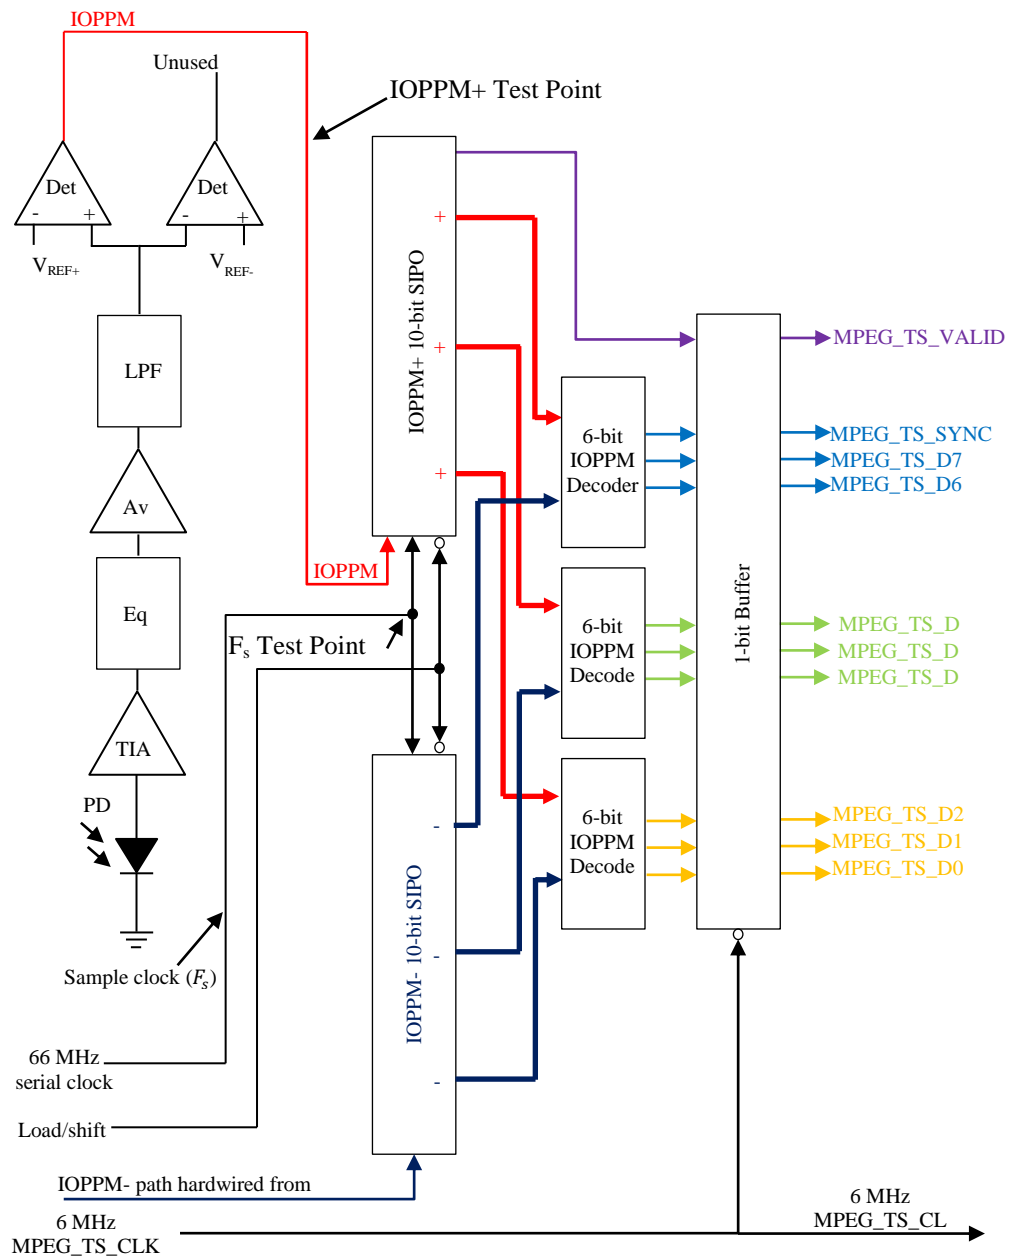 IOPPM
Unused
IOPPM+ Test Point
Det
Det
-
+
-
+
VREF+
VREF-
LPF
Av
Eq
TIA
PD
Sample clock (Fs)
66 MHz
serial clock
Load/shift
IOPPM- path hardwired from
6 MHz
MPEG_TS_CLK
IOPPM
Fs Test Point
IOPPM+ 10-bit SIPO
+
+
+
IOPPM- 10-bit SIPO
-
-
-
6-bit
IOPPM
Decoder
6-bit
IOPPM
Decode
6-bit
IOPPM
Decode
1-bit Buffer
MPEG_TS_VALID
MPEG_TS_SYNC
MPEG_TS_D7
MPEG_TS_D6
MPEG_TS_D
MPEG_TS_D
MPEG_TS_D
MPEG_TS_D2
MPEG_TS_D1
MPEG_TS_D0
6 MHz
MPEG_TS_CL